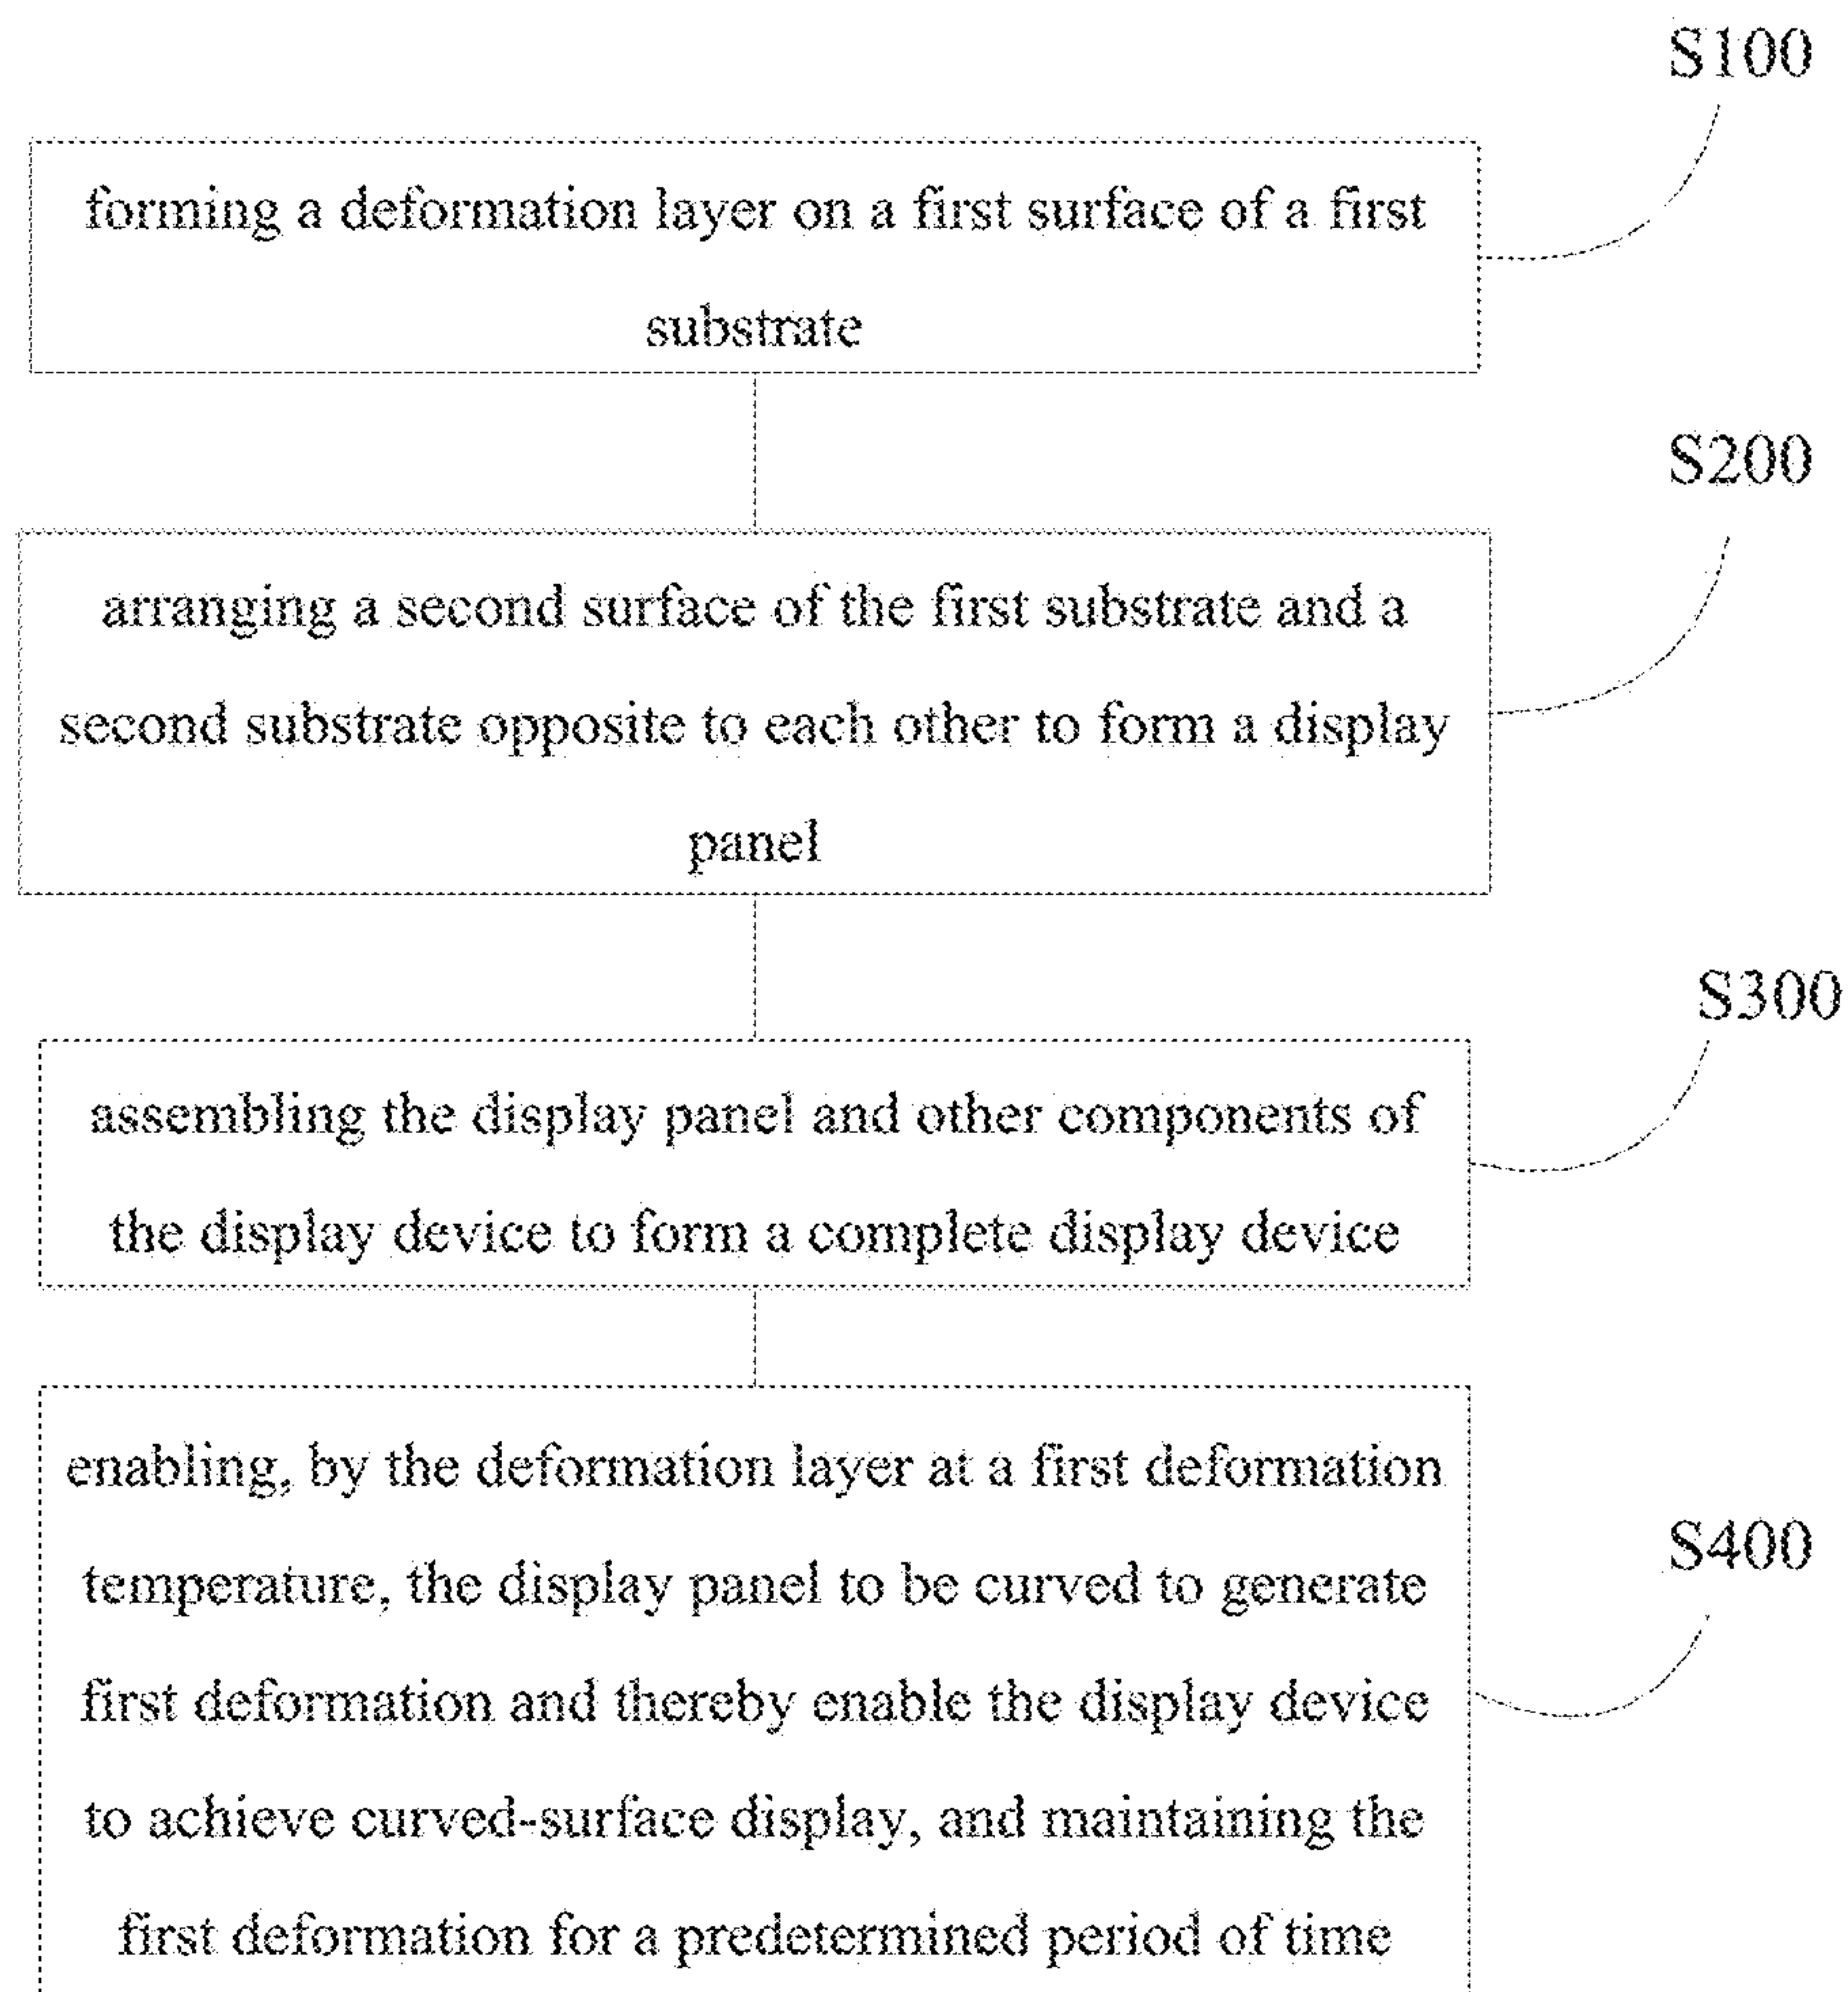 S100
forming a deformation layer on a first surface of a first
substrate
S200
arranging a second surface of the first substrate and a
second substrate opposite to each other to form a display
panel
S300
assembling the display panel and other components of
the display device to form a complete display device
enabling, by the deformation layer at a first deformation
temperature, the display panel to be curved to generate
S400
first deformation and thereby enable the display device
to achieve curved-surface display, and maintaining the
first deformation for a predetermined period of time